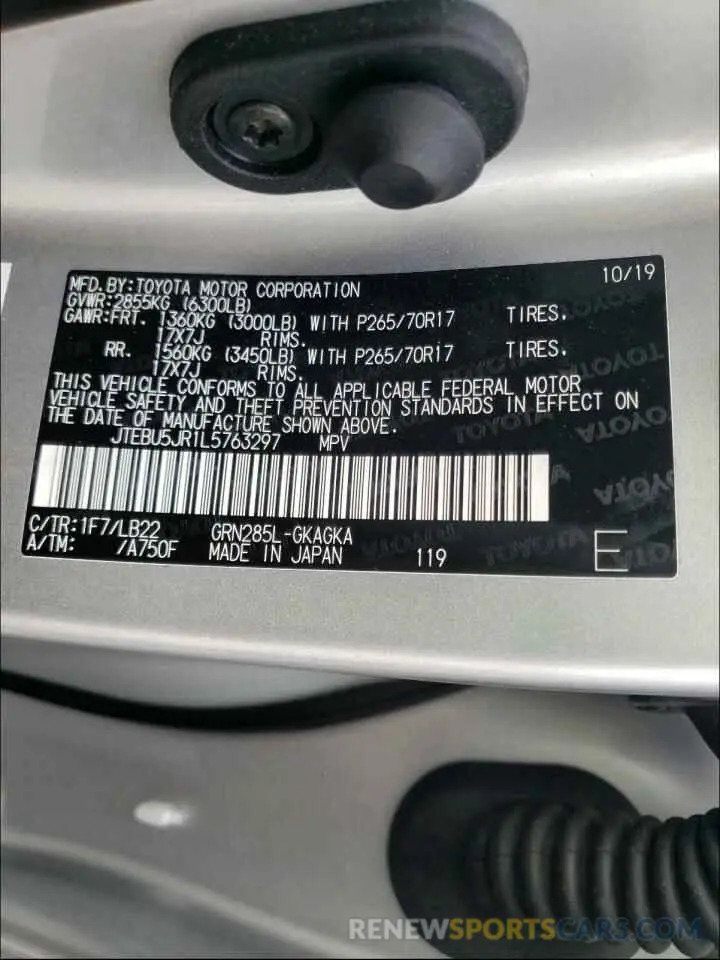 MFD.BY:TOYOTA MOTOR CORPORATION 10/19
GVWR:2855KG (6300LB)
GAWR:FRT. 1360KG (3000LB) WITH P265/70R17 TIRES.
17X7J RIMS.
RR. 1560KG (3450LB) WITH P265/70R17 TIRES.
17X7J RIMS.
THIS VEHICLE CONFORMS TO ALL APPLICABLE FEDERAL MOTOR
VEHICLE SAFETY AND THEFT PREVENTION STANDARDS IN EFFECT ON
THE DATE OF MANUFACTURE SHOWN ABOVE.
JTEBU5JR1L5763297 MPV
C/TR:1F7/LB22 GRN285L-GKAGKA
A/TM: /A750F MADE IN JAPAN 119 E
TOYOTA
RENEWSPORTSCARS.COM